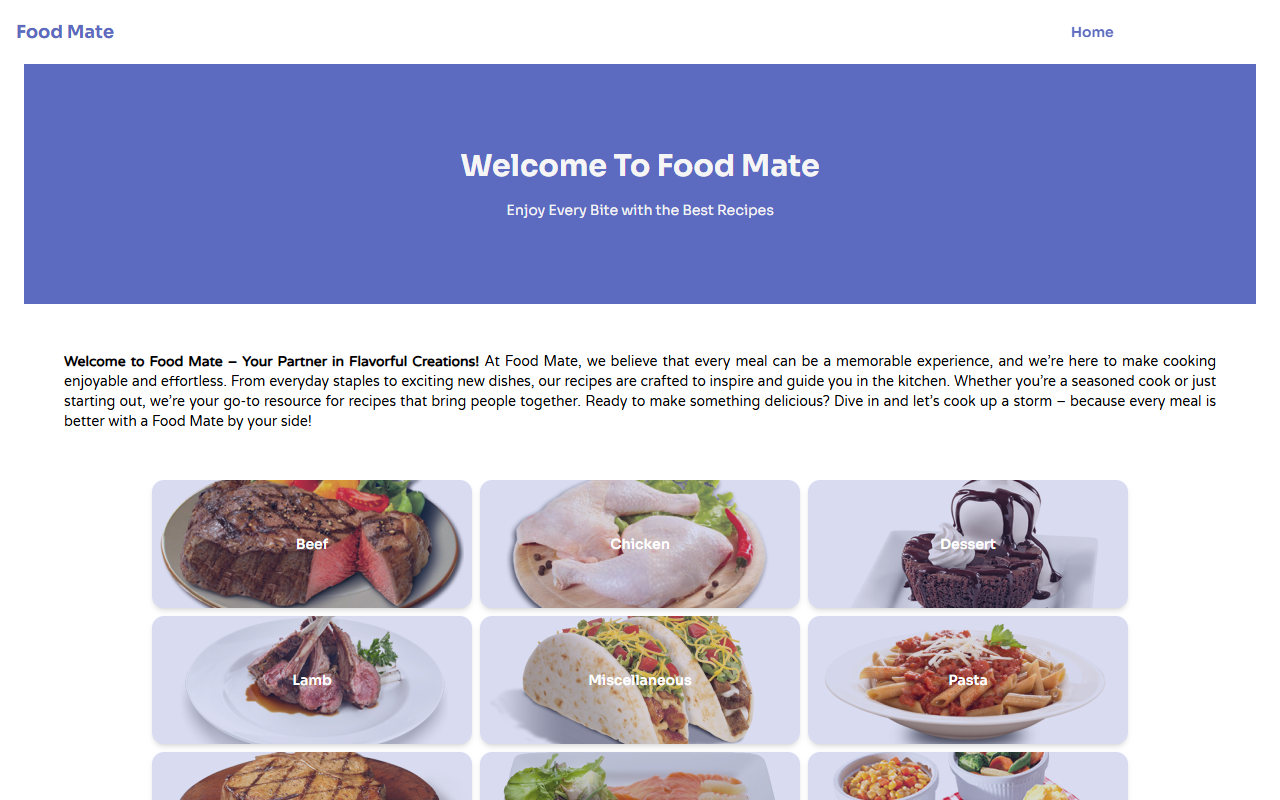 Food Mate
Home
Welcome To Food Mate
Enjoy Every Bite with the Best Recipes
Welcome to Food Mate – Your Partner in Flavorful Creations! At Food Mate, we believe that every meal can be a memorable experience, and we’re here to make cooking
enjoyable and effortless. From everyday staples to exciting new dishes, our recipes are crafted to inspire and guide you in the kitchen. Whether you’re a seasoned cook or just
starting out, we’re your go-to resource for recipes that bring people together. Ready to make something delicious? Dive in and let’s cook up a storm – because every meal is
better with a Food Mate by your side!
Beef
Chicken
Dessert
Lamb
Miscellaneous
Pasta